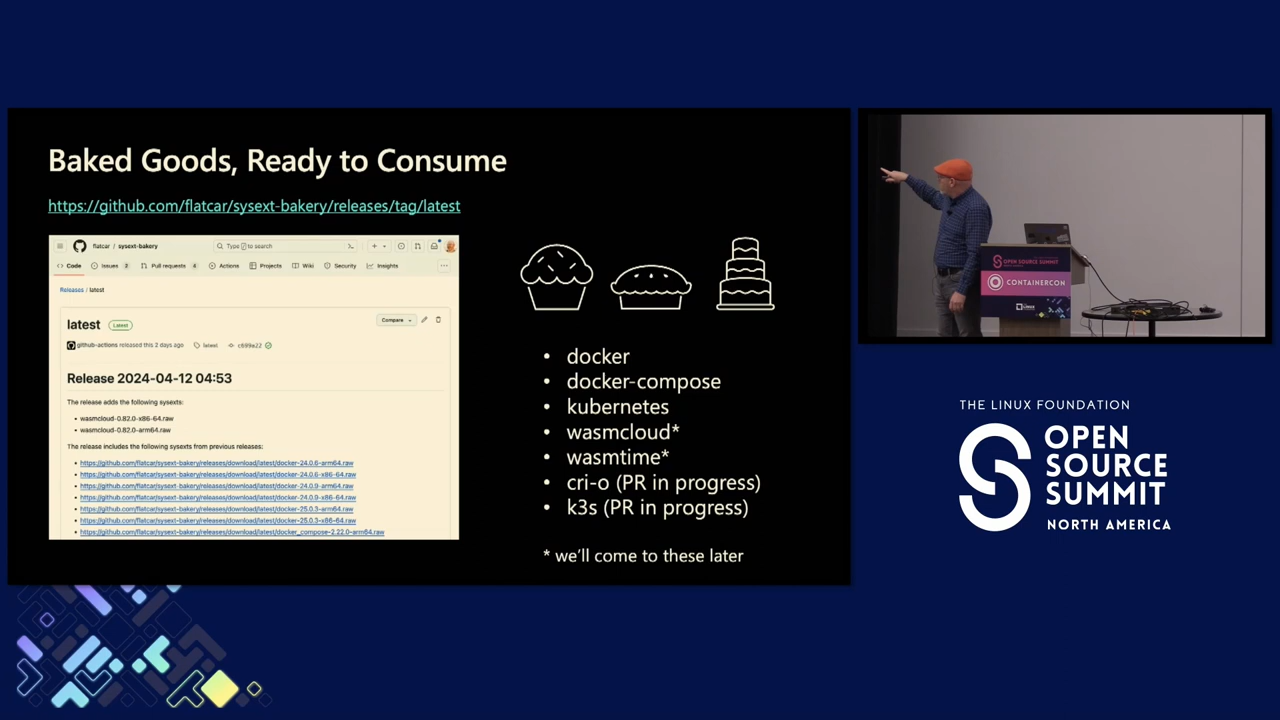 Baked Goods, Ready to Consume
https://github.com/flatcar/sysext-bakery/releases/tag/latest
flatcar / sysext-bakery
Type / to search
Code
Issues 2
Pull requests 4
Actions
Projects
Wiki
Security
Insights
Releases / latest
latest
Latest
Compare
github-actions released this 2 days ago
latest
c699a22
Release 2024-04-12 04:53
The release adds the following sysexts:
• wasmcloud-0.82.0-x86-64.raw
• wasmcloud-0.82.0-arm64.raw
The release includes the following sysexts from previous releases:
• https://github.com/flatcar/sysext-bakery/releases/download/latest/docker-24.0.6-arm64.raw
• https://github.com/flatcar/sysext-bakery/releases/download/latest/docker-24.0.6-x86-64.raw
• https://github.com/flatcar/sysext-bakery/releases/download/latest/docker-24.0.9-arm64.raw
• https://github.com/flatcar/sysext-bakery/releases/download/latest/docker-24.0.9-x86-64.raw
• https://github.com/flatcar/sysext-bakery/releases/download/latest/docker-25.0.3-arm64.raw
• https://github.com/flatcar/sysext-bakery/releases/download/latest/docker-25.0.3-x86-64.raw
• https://github.com/flatcar/sysext-bakery/releases/download/latest/docker_compose-2.22.0-arm64.raw
• docker
• docker-compose
• kubernetes
• wasmcloud*
• wasmtime*
• cri-o (PR in progress)
• k3s (PR in progress)
* we'll come to these later
OPEN SOURCE SUMMIT
CONTAINERCON
THE LINUX FOUNDATION
OPEN
SOURCE
SUMMIT
NORTH AMERICA